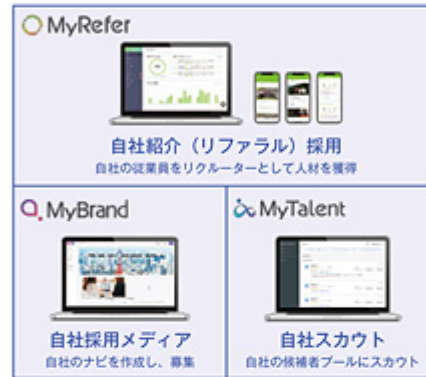 MyRefer
自社紹介（リファラル）採用
自社の従業員をリクルーターとして人材を獲得
MyBrand
自社採用メディア
自社のナビを作成し、募集
MyTalent
自社スカウト
自社の候補者プールにスカウト